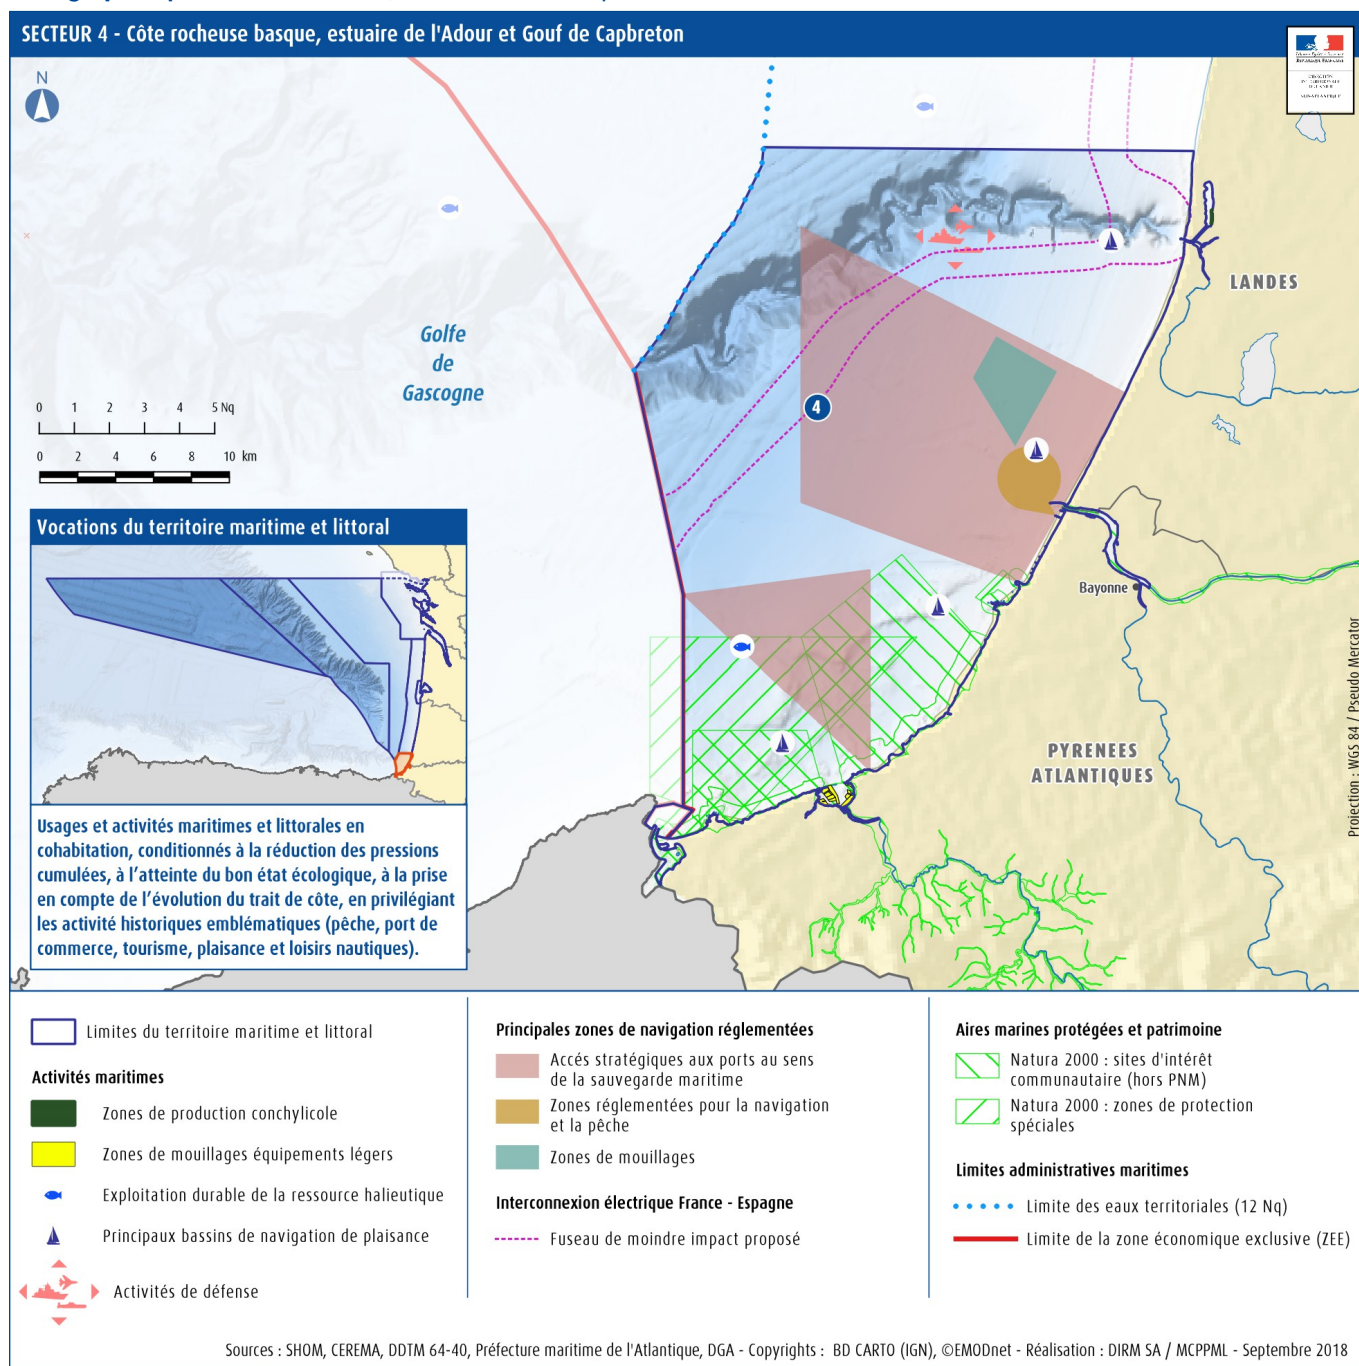 SECTEUR 4 - Côte rocheuse basque, estuaire de l'Adour et Gouf de Capbreton
N
LANDES
Golfe
de
Gascogne
0 1 2 3 4 5 Nq
0 2 4 6 8 10 km
4
Bayonne
PYRENEES
ATLANTIQUES
Projection : WGS 84 / Pseudo Mercator
Vocations du territoire maritime et littoral
Usages et activités maritimes et littorales en
cohabitation, conditionnés à la réduction des pressions
cumulées, à l'atteinte du bon état écologique, à la prise
en compte de l'évolution du trait de côte, en privilégiant
les activité historiques emblématiques (pêche, port de
commerce, tourisme, plaisance et loisirs nautiques).
Limites du territoire maritime et littoral
Activités maritimes
Zones de production conchylicole
Zones de mouillages équipements légers
Exploitation durable de la ressource halieutique
Principaux bassins de navigation de plaisance
Activités de défense
Principales zones de navigation réglementées
Accés stratégiques aux ports au sens
de la sauvegarde maritime
Zones réglementées pour la navigation
et la pêche
Zones de mouillages
Interconnexion électrique France - Espagne
Fuseau de moindre impact proposé
Aires marines protégées et patrimoine
Natura 2000 : sites d'intérêt
communautaire (hors PNM)
Natura 2000 : zones de protection
spéciales
Limites administratives maritimes
Limite des eaux territoriales (12 Nq)
Limite de la zone économique exclusive (ZEE)
Sources : SHOM, CEREMA, DDTM 64-40, Préfecture maritime de l'Atlantique, DGA - Copyrights : BD CARTO (IGN), ©EMODnet - Réalisation : DIRM SA / MCPPML - Septembre 2018